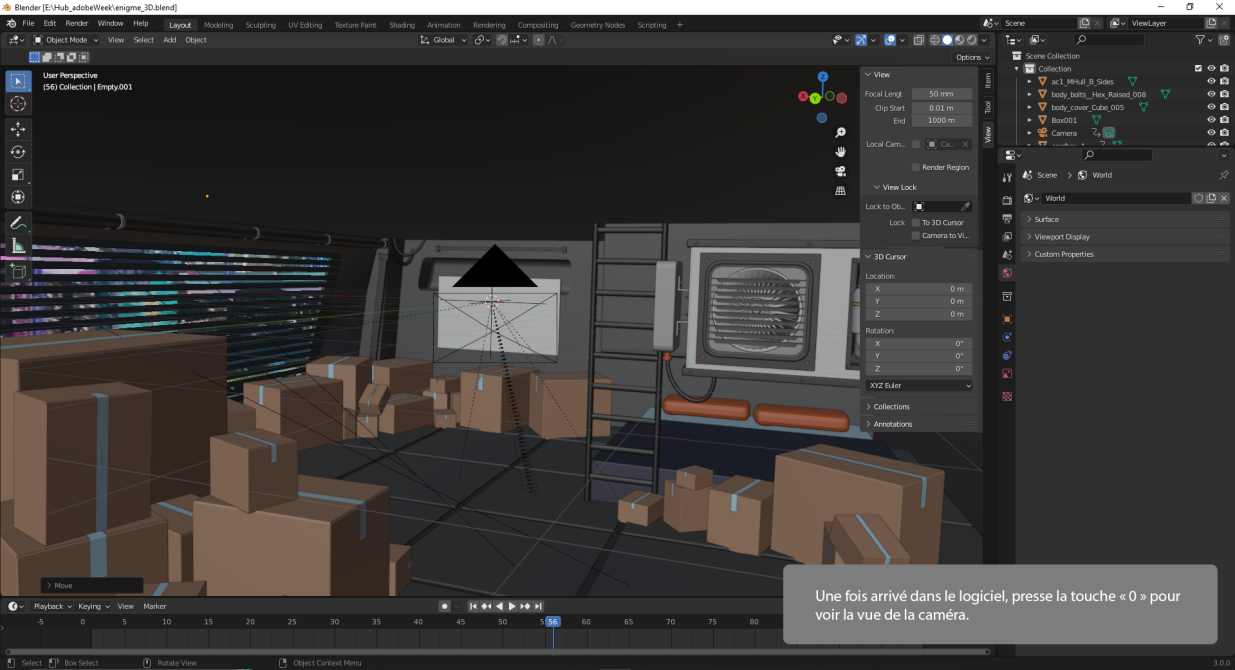 Blender [E:\Hub_adobeWeek\enigme_3D.blend]
File Edit Render Window Help Layout Modeling Sculpting UV Editing Texture Paint Shading Animation Rendering Compositing Geometry Nodes Scripting + Scene ViewLayer
Object Mode View Select Add Object Global
Options
User Perspective
(56) Collection | Empty.001
Z
X
Y
View
Focal Lengt 50 mm
Clip Start 0.01 m
End 1000 m
Local Cam.. Ca..
Render Region
View Lock
Lock to Ob..
Lock To 3D Cursor
Camera to Vi...
3D Cursor
Location:
X 0 m
Y 0 m
Z 0 m
Rotation:
X 0°
Y 0°
Z 0°
XYZ Euler
Collections
Annotations
Item
Tool
View
Scene Collection
Collection
ac1_MHull_B_Sides
body_bolts__Hex_Raised_008
body_cover_Cube_005
Box001
Camera
Scene World
World
Surface
Viewport Display
Custom Properties
Move
Une fois arrivé dans le logiciel, presse la touche « 0 » pour
voir la vue de la caméra.
Playback Keying View Marker
-5 0 5 10 15 20 25 30 35 40 45 50 56 60 65 70 75 80
Select Box Select Rotate View Object Context Menu 3.0.0